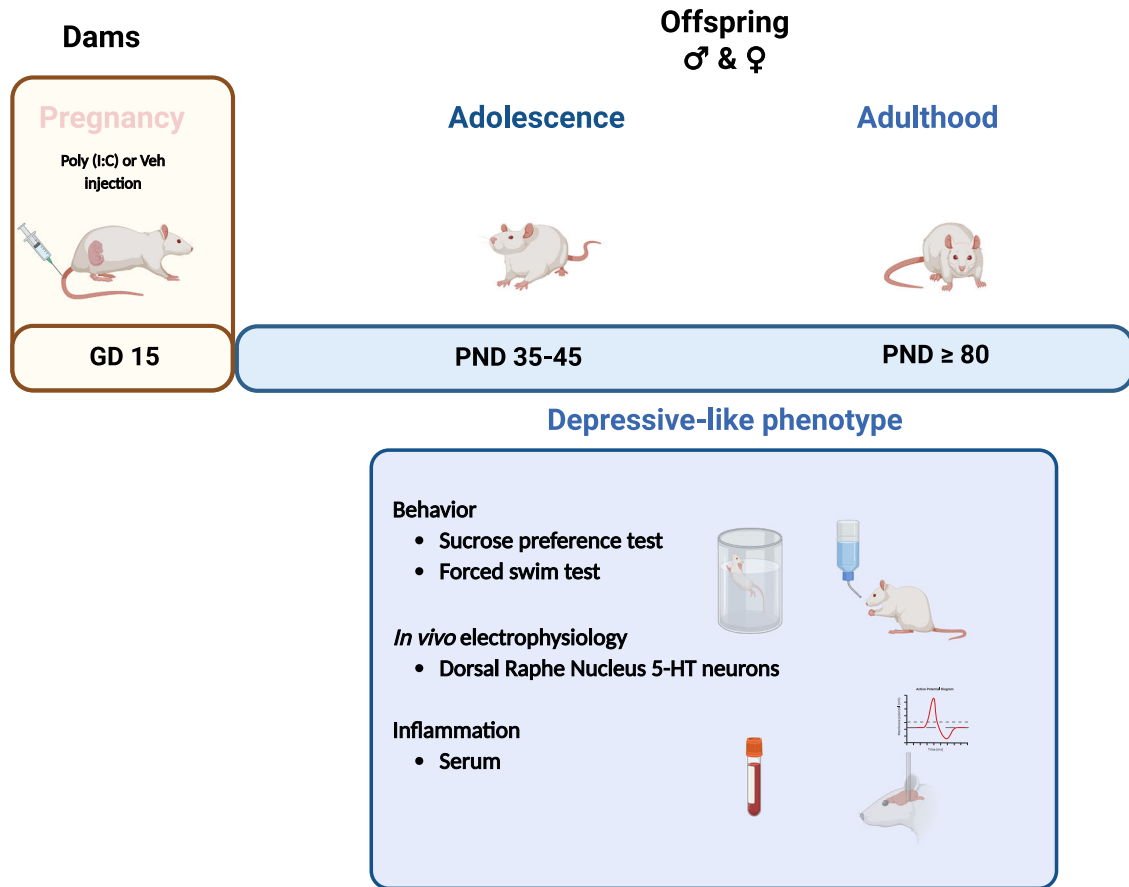 Dams
Offspring
♂ & ♀
Pregnancy
Adolescence
Adulthood
Poly (I:C) or Veh
injection
GD 15
PND 35-45
PND ≥ 80
Depressive-like phenotype
Behavior
• Sucrose preference test
• Forced swim test
In vivo electrophysiology
• Dorsal Raphe Nucleus 5-HT neurons
Inflammation
• Serum
Action Potential Diagram
Time (ms)